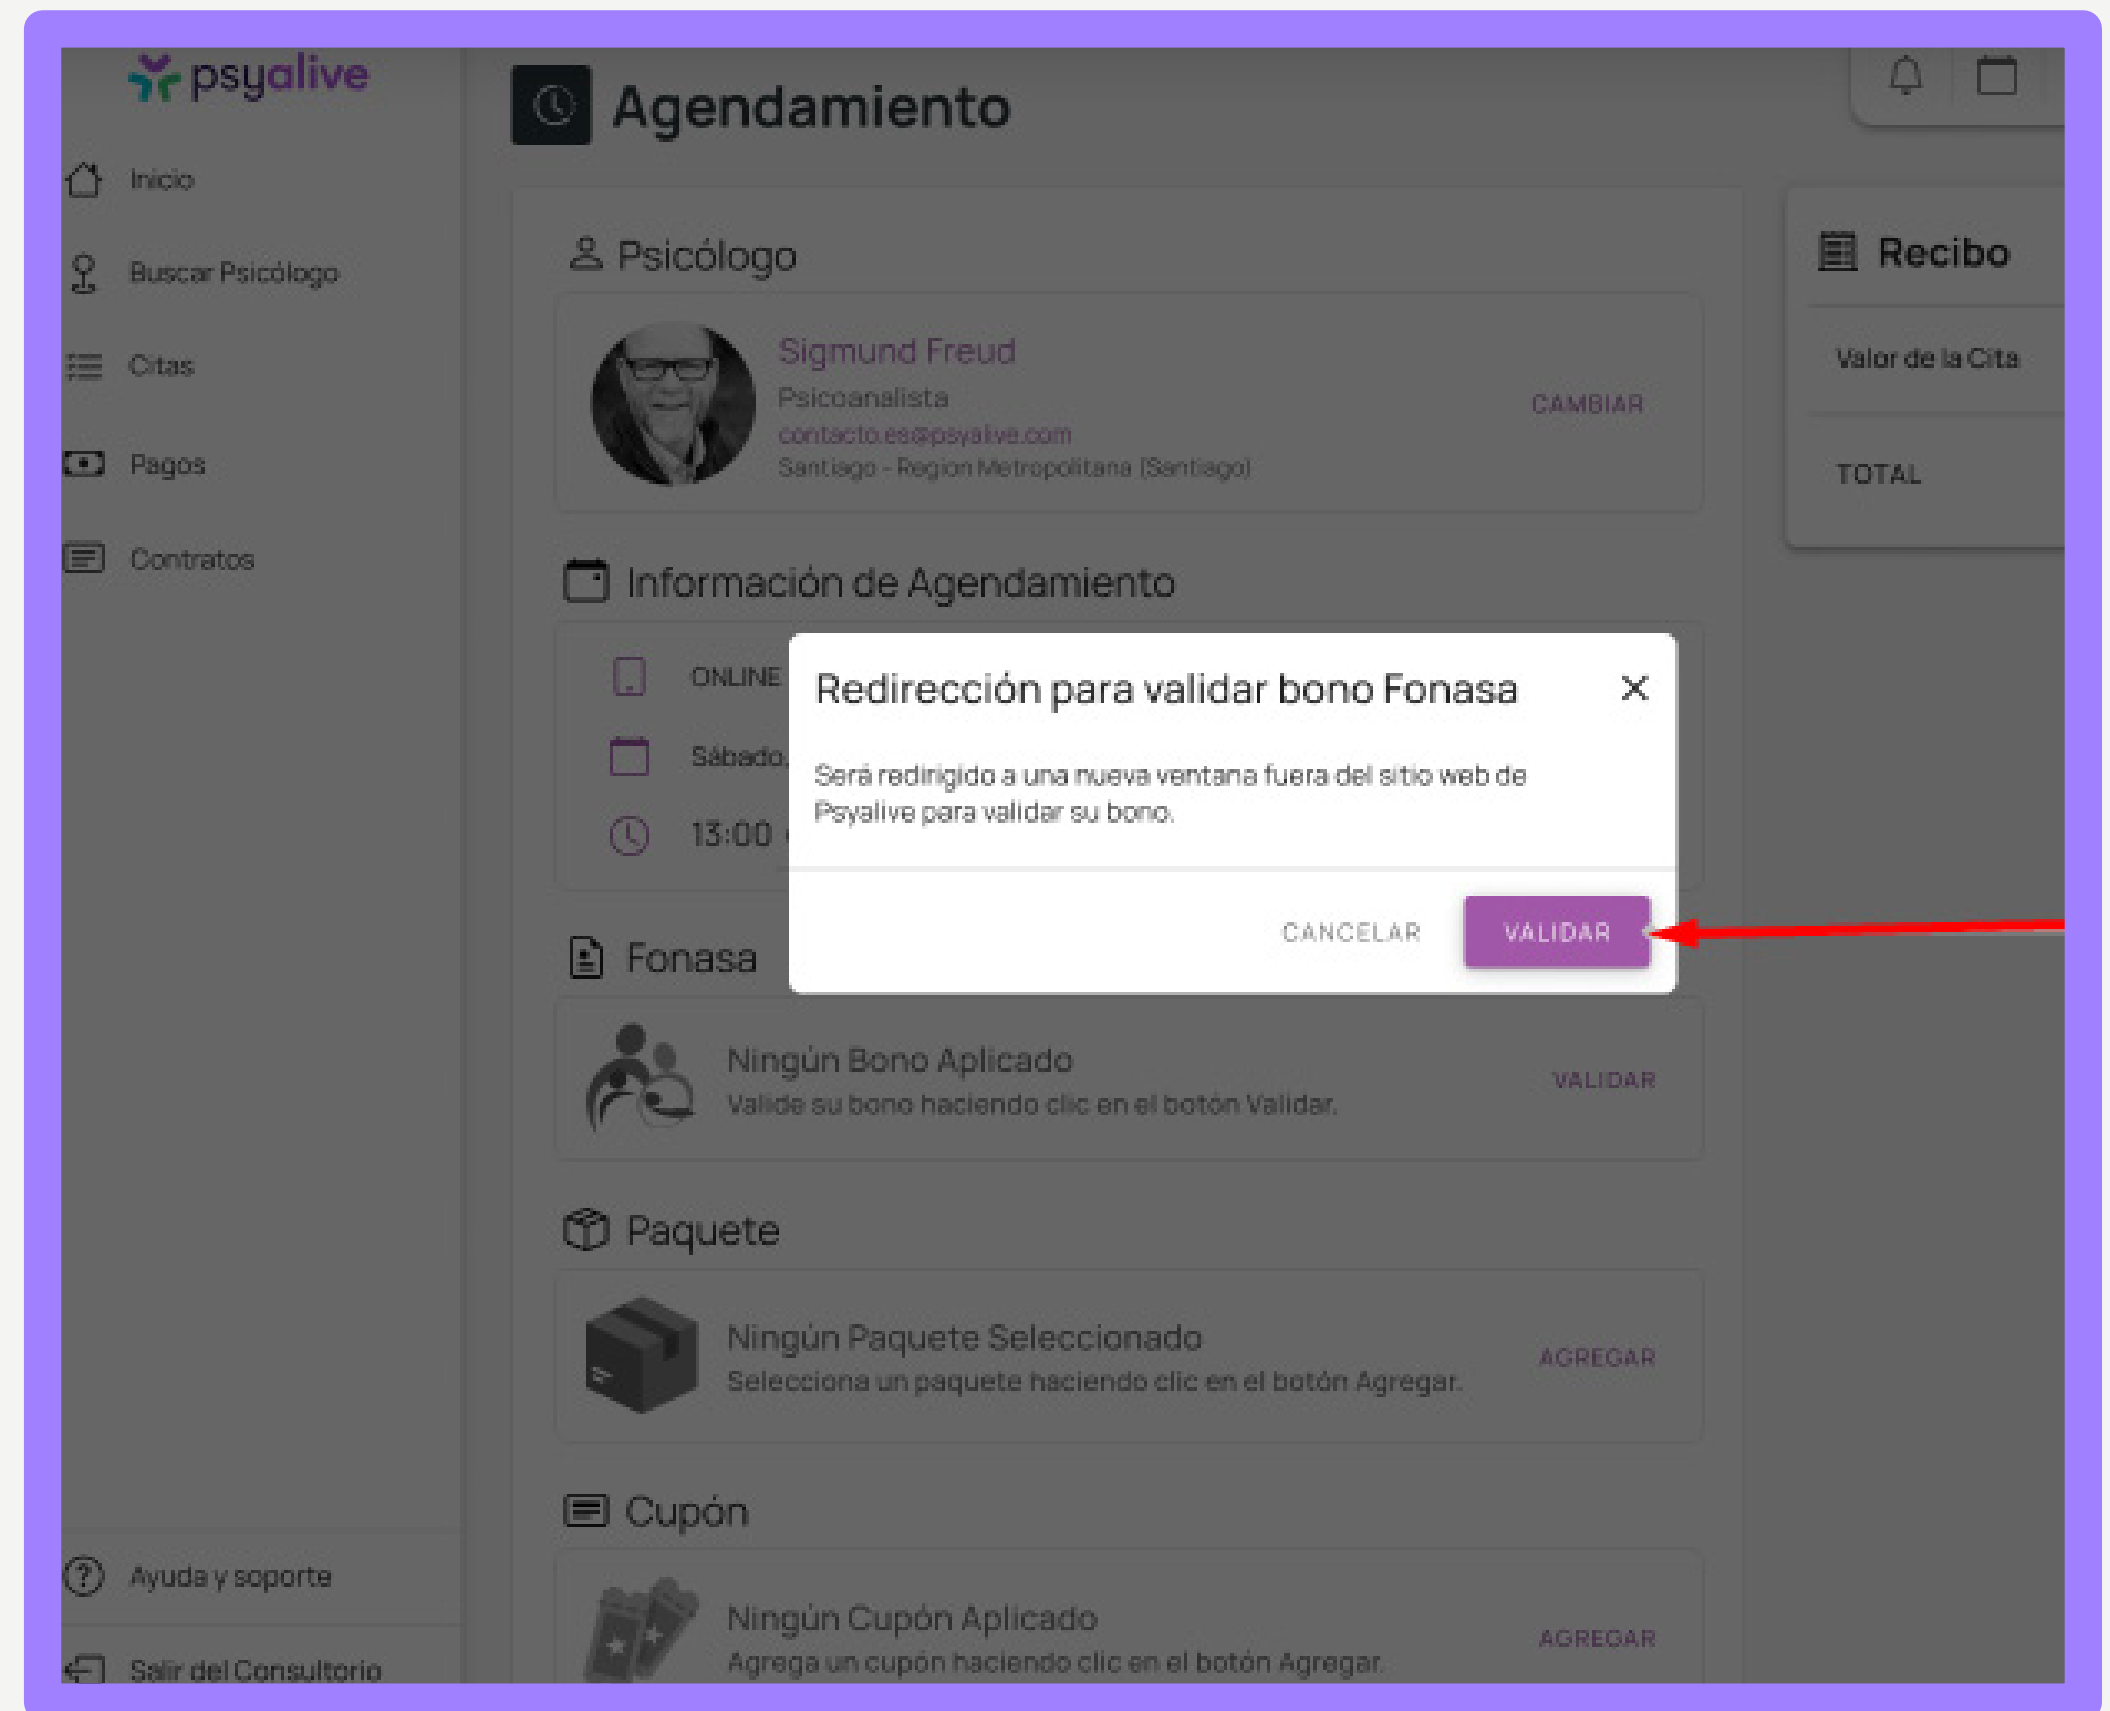 psyalive
Inicio
Buscar Psicólogo
Citas
Pagos
Contratos
Ayuda y soporte
Salir del Consultorio
Agendamiento
Psicólogo
Sigmund Freud
Psicoanalista
contacto.es@psyalive.com
Santiago - Region Metropolitana (Santiago)
CAMBIAR
Información de Agendamiento
ONLINE
Sábado,
13:00
Redirección para validar bono Fonasa
Será redirigido a una nueva ventana fuera del sitio web de
Psyalive para validar su bono.
CANCELAR
VALIDAR
Fonasa
Ningún Bono Aplicado
Valide su bono haciendo clic en el botón Validar.
VALIDAR
Paquete
Ningún Paquete Seleccionado
Selecciona un paquete haciendo clic en el botón Agregar.
AGREGAR
Cupón
Ningún Cupón Aplicado
Agrega un cupón haciendo clic en el botón Agregar.
AGREGAR
Recibo
Valor de la Cita
TOTAL